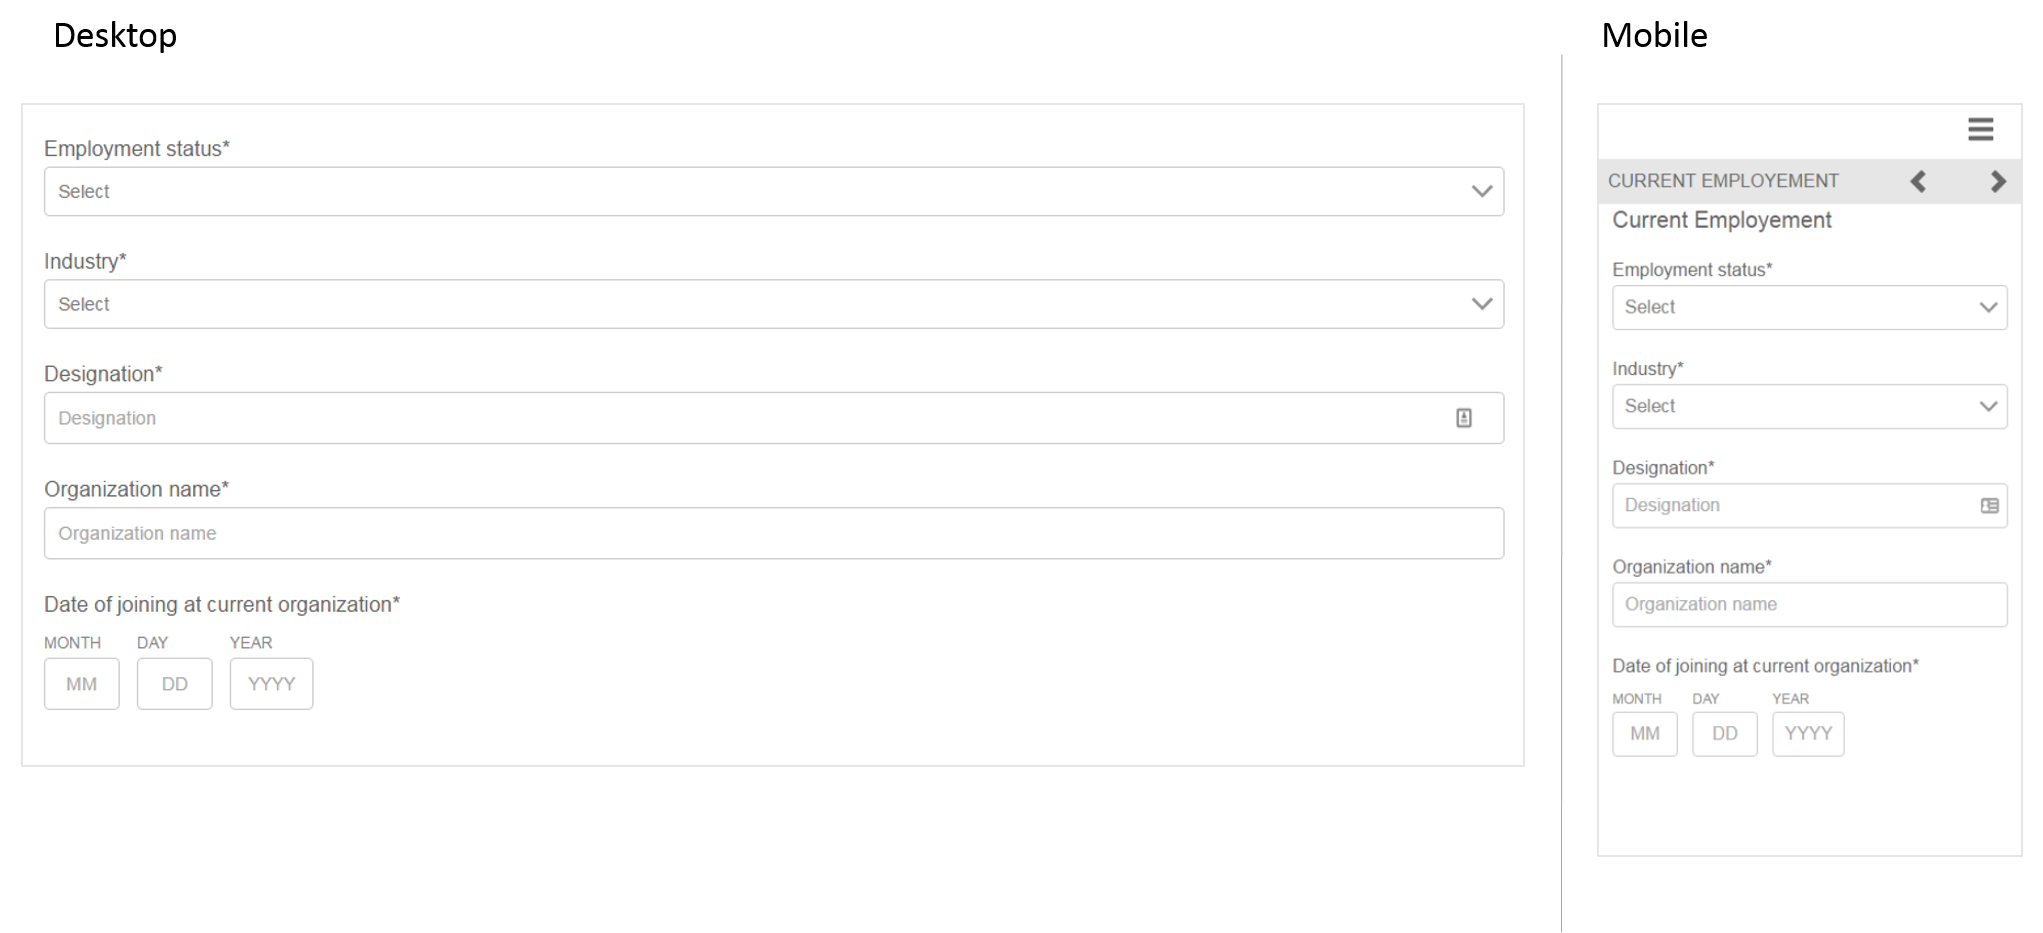 Desktop
Employment status*
Select
Industry*
Select
Designation*
Designation
Organization name*
Organization name
Date of joining at current organization*
MONTH DAY YEAR
MM DD YYYY
Mobile
CURRENT EMPLOYEMENT
Current Employement
Employment status*
Select
Industry*
Select
Designation*
Designation
Organization name*
Organization name
Date of joining at current organization*
MONTH DAY YEAR
MM DD YYYY